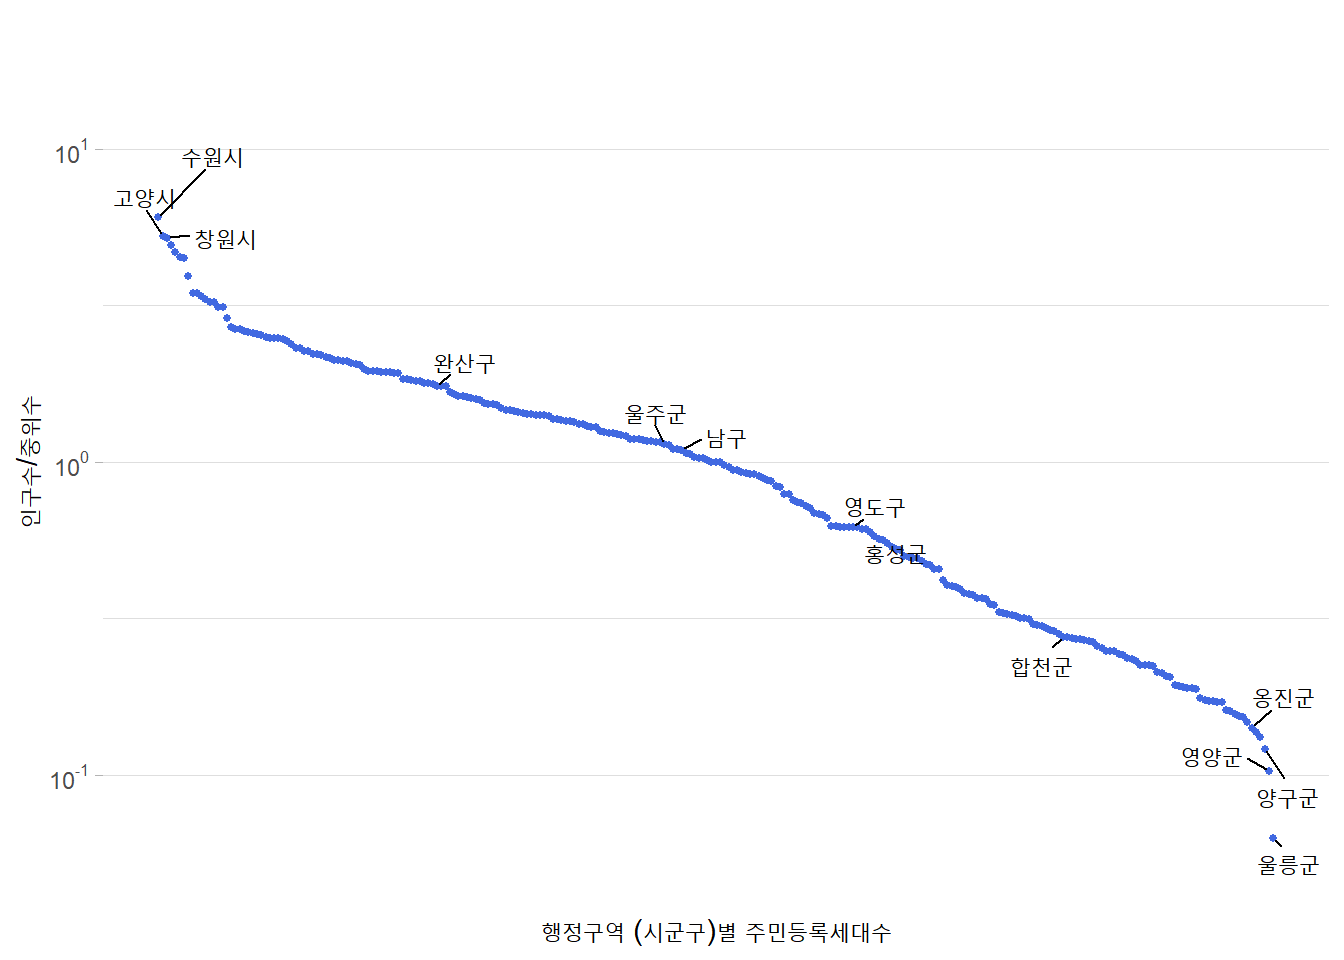 10¹
수원시
고양시
창원시
완산구
울주군
남구
10⁰
영도구
홍성군
합천군
옹진군
영양군
10⁻¹
양구군
울릉군
인구수/중위수
행정구역 (시군구)별 주민등록세대수